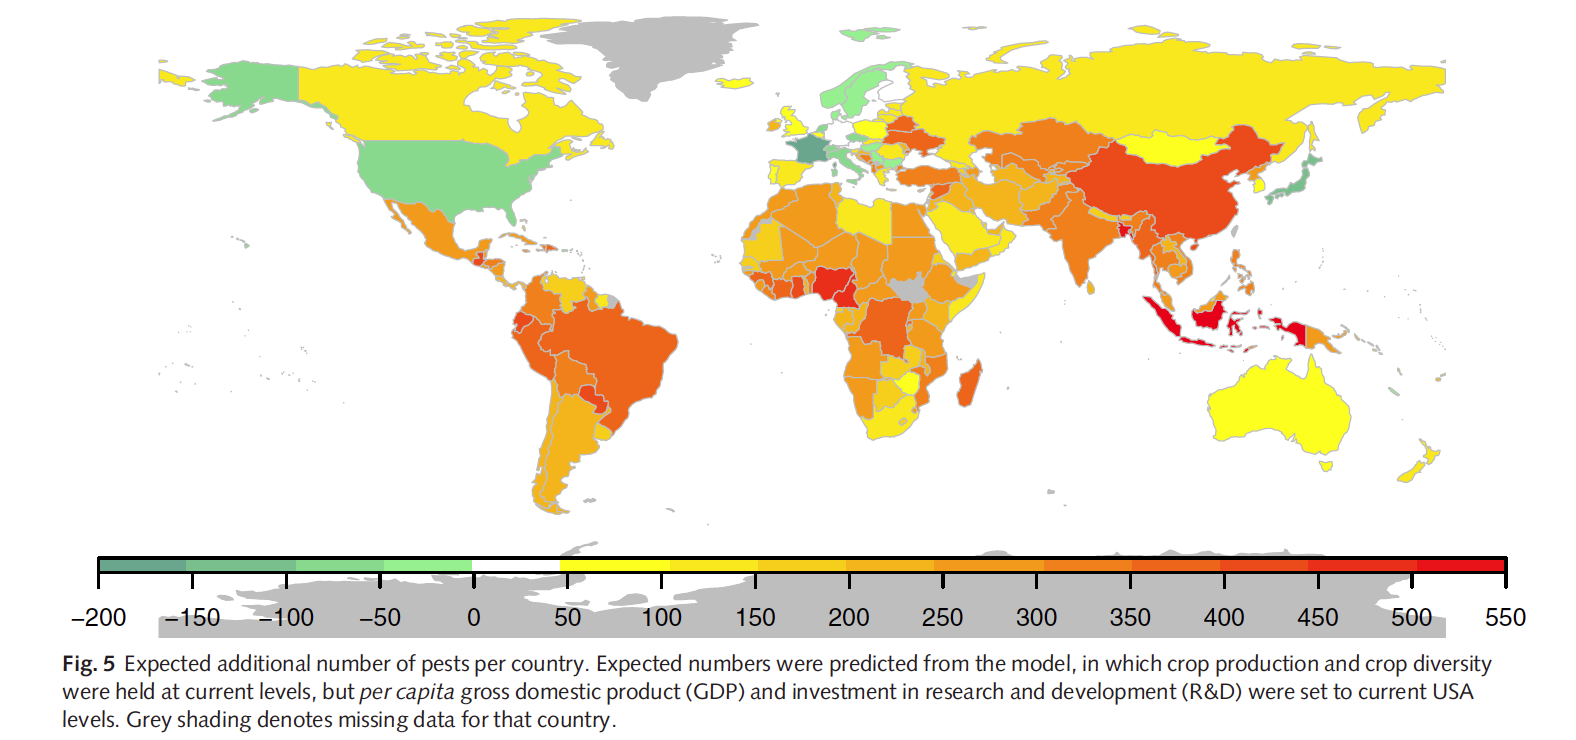 −200 −150 −100 −50 0 50 100 150 200 250 300 350 400 450 500 550
Fig. 5 Expected additional number of pests per country. Expected numbers were predicted from the model, in which crop production and crop diversity
were held at current levels, but per capita gross domestic product (GDP) and investment in research and development (R&D) were set to current USA
levels. Grey shading denotes missing data for that country.